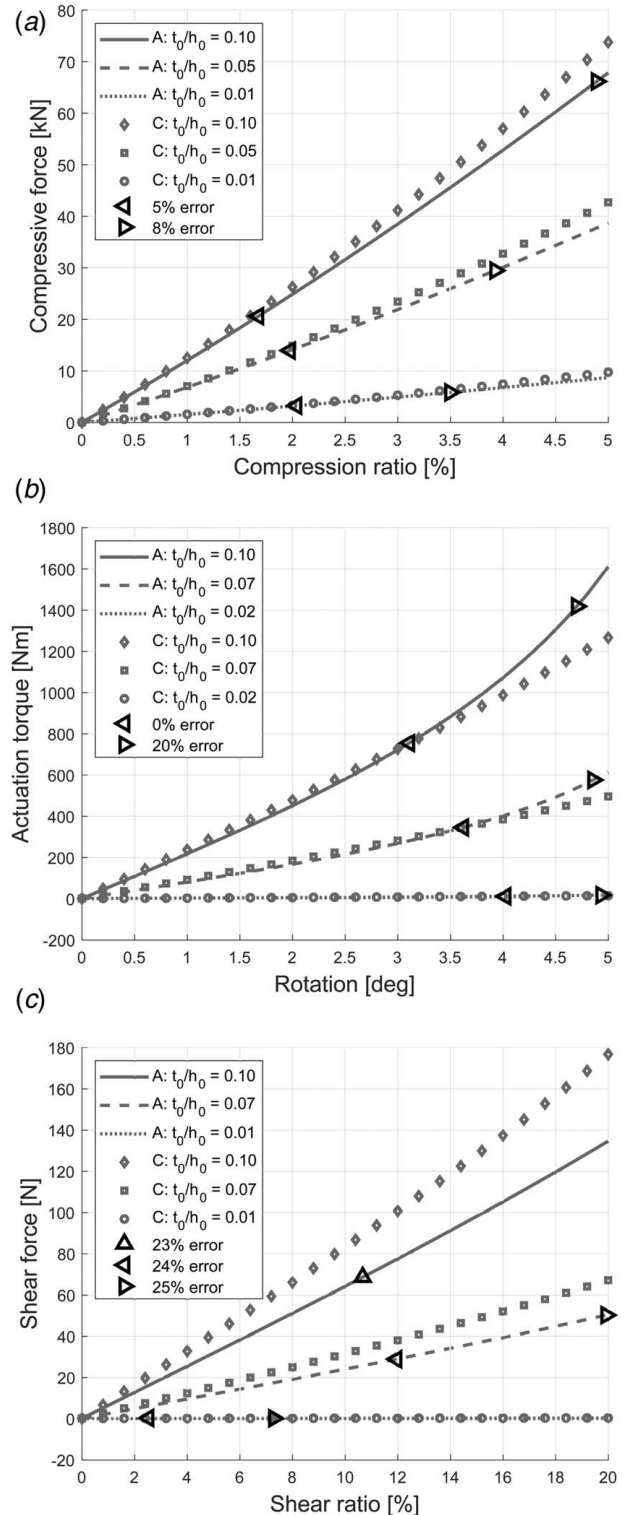 (a)
80
70
60
50
40
30
20
10
0
Compressive force [kN]
A: t0/h0 = 0.10
A: t0/h0 = 0.05
A: t0/h0 = 0.01
C: t0/h0 = 0.10
C: t0/h0 = 0.05
C: t0/h0 = 0.01
5% error
8% error
0 0.5 1 1.5 2 2.5 3 3.5 4 4.5 5
Compression ratio [%]
(b)
1800
1600
1400
1200
1000
800
600
400
200
0
-200
Actuation torque [Nm]
A: t0/h0 = 0.10
A: t0/h0 = 0.07
A: t0/h0 = 0.02
C: t0/h0 = 0.10
C: t0/h0 = 0.07
C: t0/h0 = 0.02
0% error
20% error
0 0.5 1 1.5 2 2.5 3 3.5 4 4.5 5
Rotation [deg]
(c)
180
160
140
120
100
80
60
40
20
0
-20
Shear force [N]
A: t0/h0 = 0.10
A: t0/h0 = 0.07
A: t0/h0 = 0.01
C: t0/h0 = 0.10
C: t0/h0 = 0.07
C: t0/h0 = 0.01
23% error
24% error
25% error
0 2 4 6 8 10 12 14 16 18 20
Shear ratio [%]